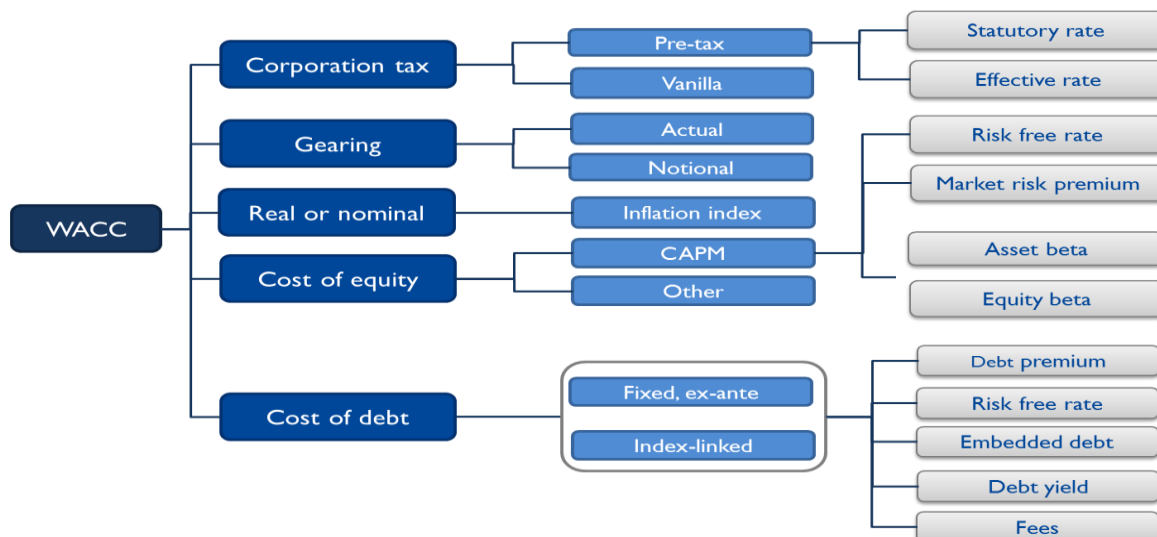 WACC
Corporation tax
Pre-tax
Statutory rate
Effective rate
Vanilla
Gearing
Actual
Notional
Real or nominal
Inflation index
Cost of equity
CAPM
Risk free rate
Market risk premium
Asset beta
Equity beta
Other
Cost of debt
Fixed, ex-ante
Index-linked
Debt premium
Risk free rate
Embedded debt
Debt yield
Fees